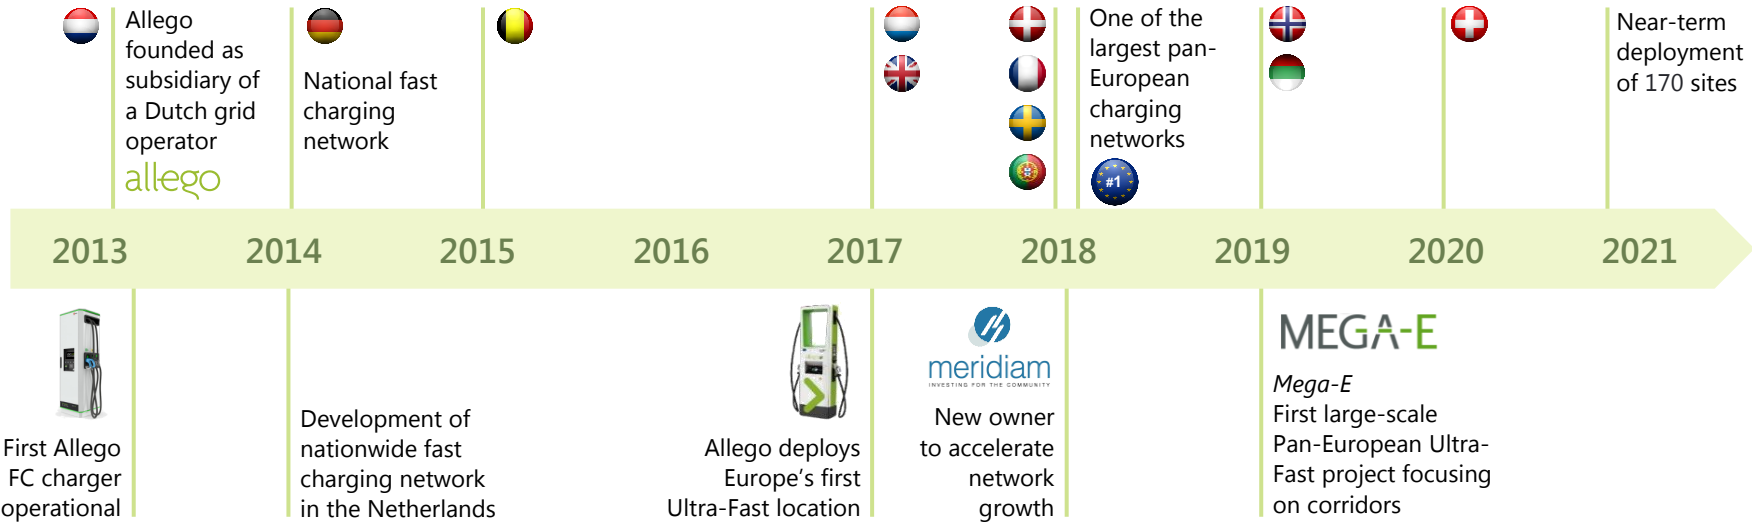 Allego
founded as
subsidiary of
a Dutch grid
operator
allego
National fast
charging
network
One of the
largest pan-
European
charging
networks
#1
Near-term
deployment
of 170 sites
2013
2014
2015
2016
2017
2018
2019
2020
2021
First Allego
FC charger
operational
Development of
nationwide fast
charging network
in the Netherlands
Allego deploys
Europe’s first
Ultra-Fast location
meridiam
INVESTING FOR THE COMMUNITY
New owner
to accelerate
network
growth
MEGA-E
Mega-E
First large-scale
Pan-European Ultra-
Fast project focusing
on corridors